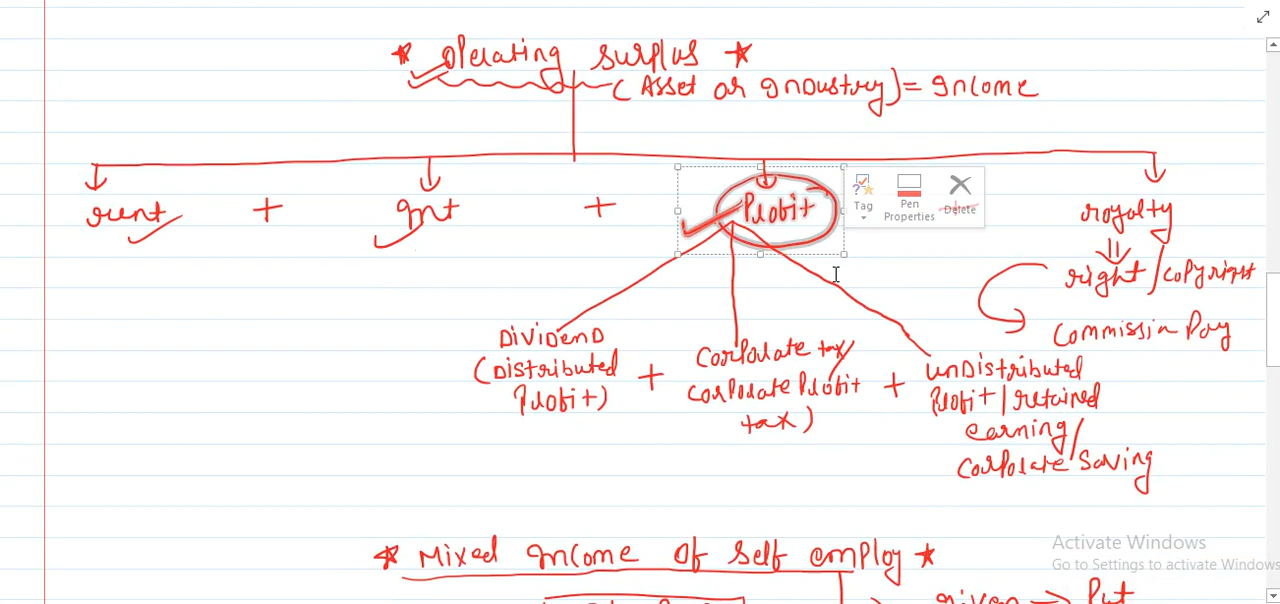 * Operating Surplus *
(Asset or Industry) = Income
rent + Int + Profit royalty
right / copyright
Commission Pay
Dividend (Distributed Profit) + Corporate tax/ Corporate Profit tax) + unDistributed Profit / retained earning/ Corporate Saving
Tag
Pen Properties
Delete
* Mixed Income of Self employ *
given => Put
Activate Windows
Go to Settings to activate Windows